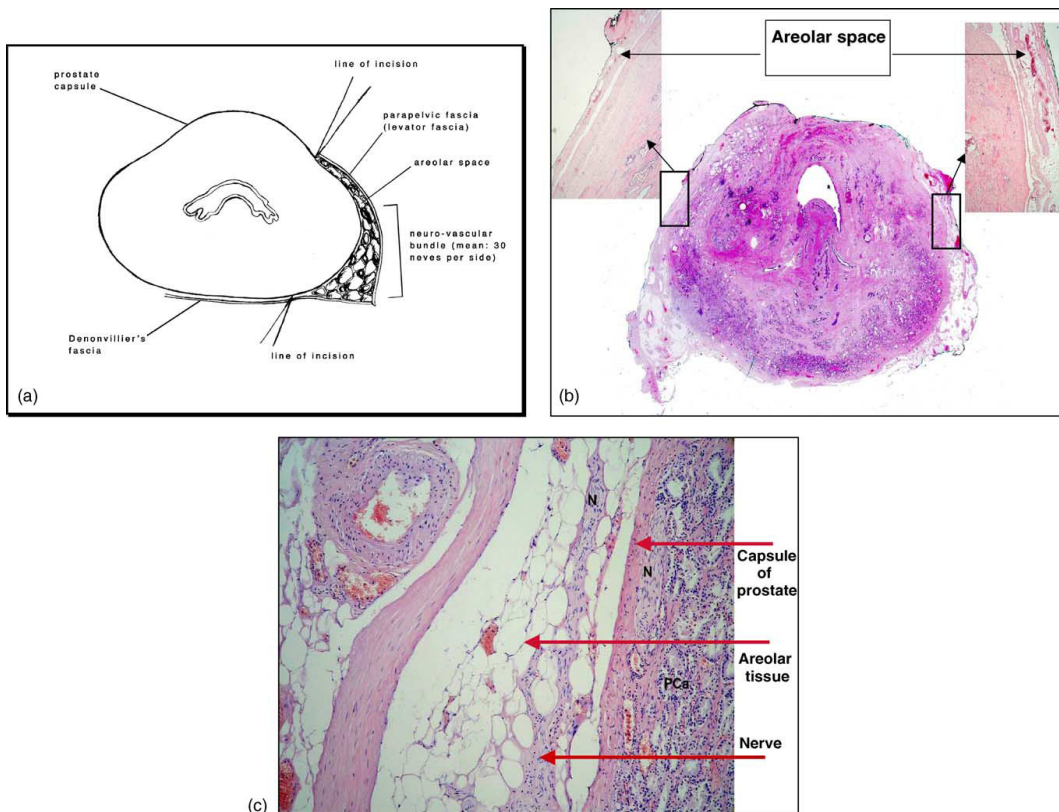 prostate
capsule
line of incision
parapelvic fascia
(levator fascia)
areolar space
neuro-vascular
bundle (mean: 30
neves per side)
Denonvillier's
fascia
line of incision
(a)
Areolar space
(b)
N
N
PCa
Capsule
of
prostate
Areolar
tissue
Nerve
(c)